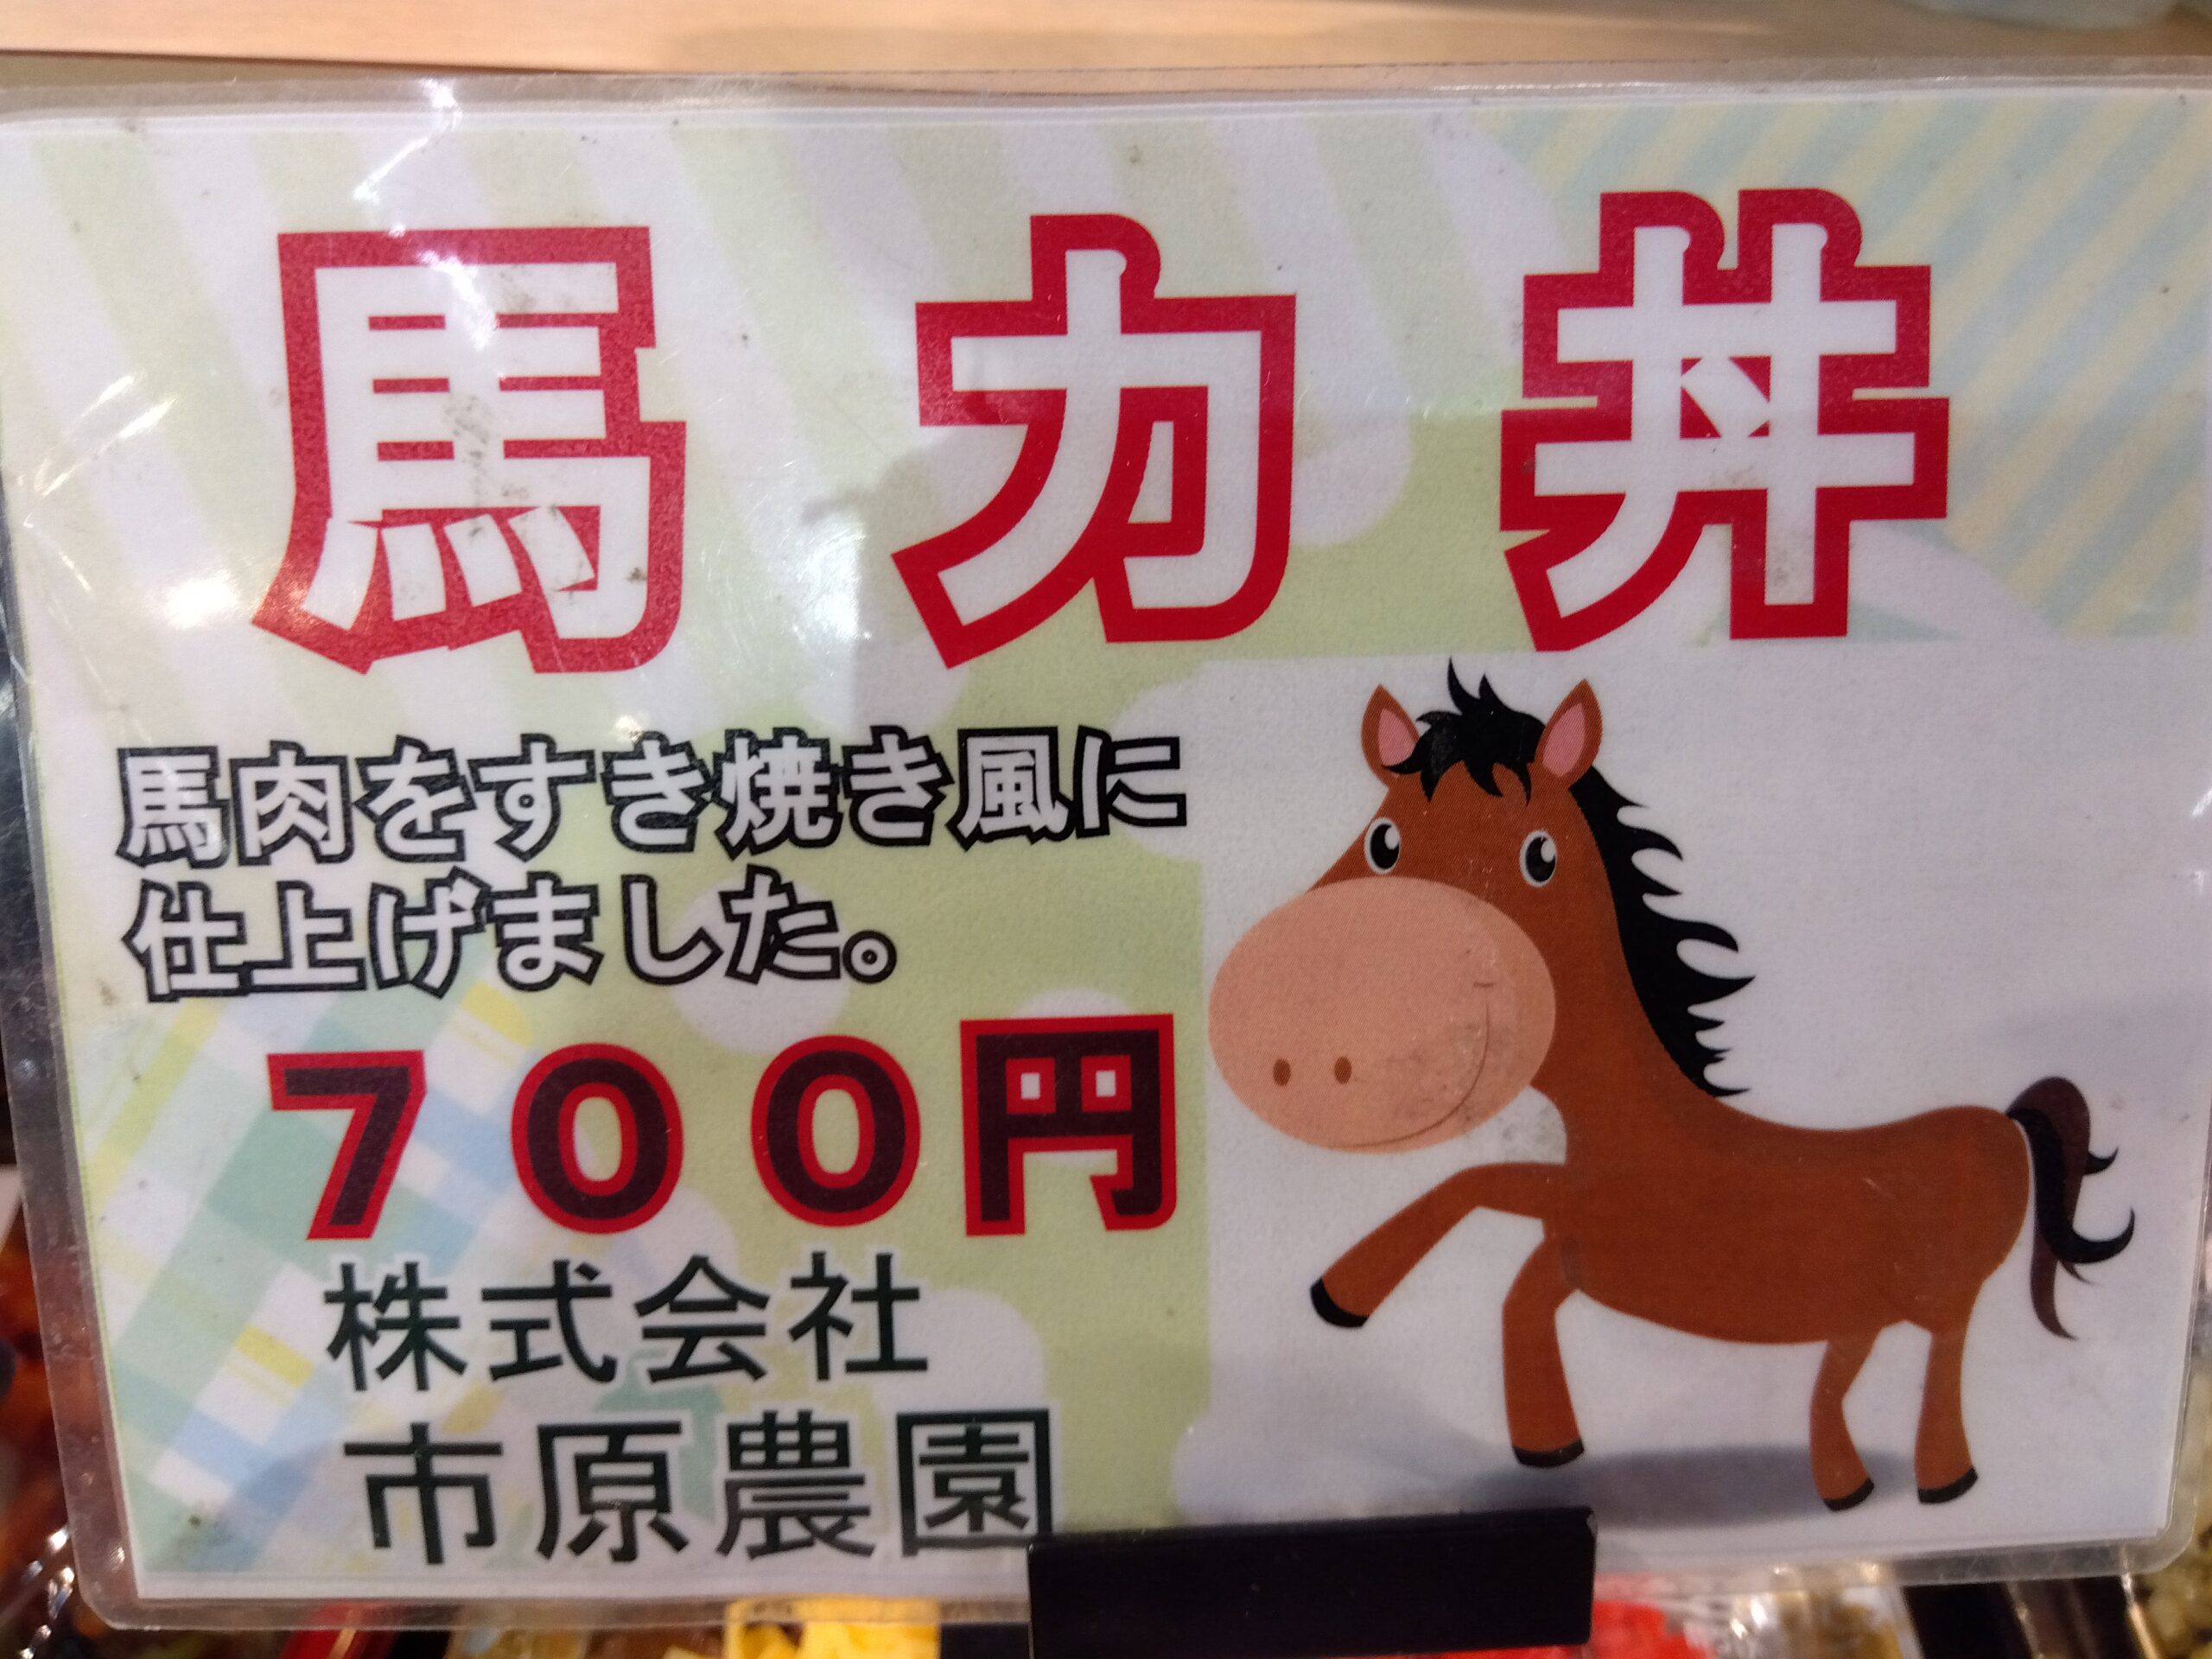 馬力丼
馬肉をすき焼き風に
仕上げました。
７００円
株式会社
市原農園